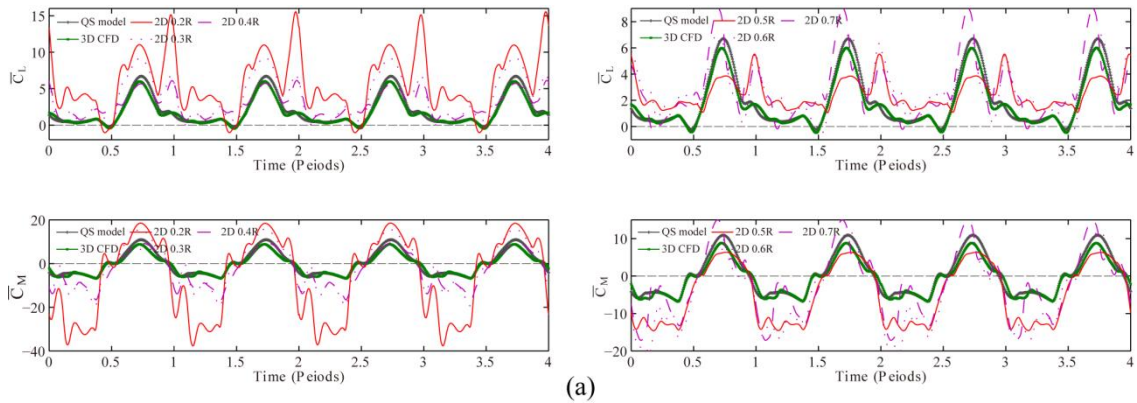 QS model 2D 0.2R 2D 0.4R
3D CFD 2D 0.3R
C̅L
15
10
5
0
0 0.5 1 1.5 2 2.5 3 3.5 4
Time (Peiods)
QS model 2D 0.5R 2D 0.7R
3D CFD 2D 0.6R
C̅L
8
6
4
2
0
0 0.5 1 1.5 2 2.5 3 3.5 4
Time (Peiods)
QS model 2D 0.2R 2D 0.4R
3D CFD 2D 0.3R
C̅M
20
0
−20
−40
0 0.5 1 1.5 2 2.5 3 3.5 4
Time (Peiods)
QS model 2D 0.5R 2D 0.7R
3D CFD 2D 0.6R
C̅M
10
0
−10
−20
0 0.5 1 1.5 2 2.5 3 3.5 4
Time (Peiods)
(a)